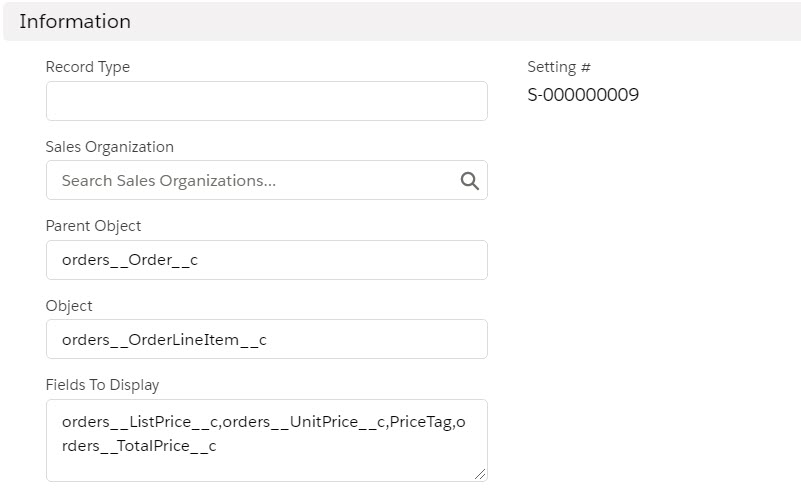 Information
Record Type
Setting #
S-000000009
Sales Organization
Search Sales Organizations...
Parent Object
orders__Order__c
Object
orders__OrderLineItem__c
Fields To Display
orders__ListPrice__c,orders__UnitPrice__c,PriceTag,o
rders__TotalPrice__c